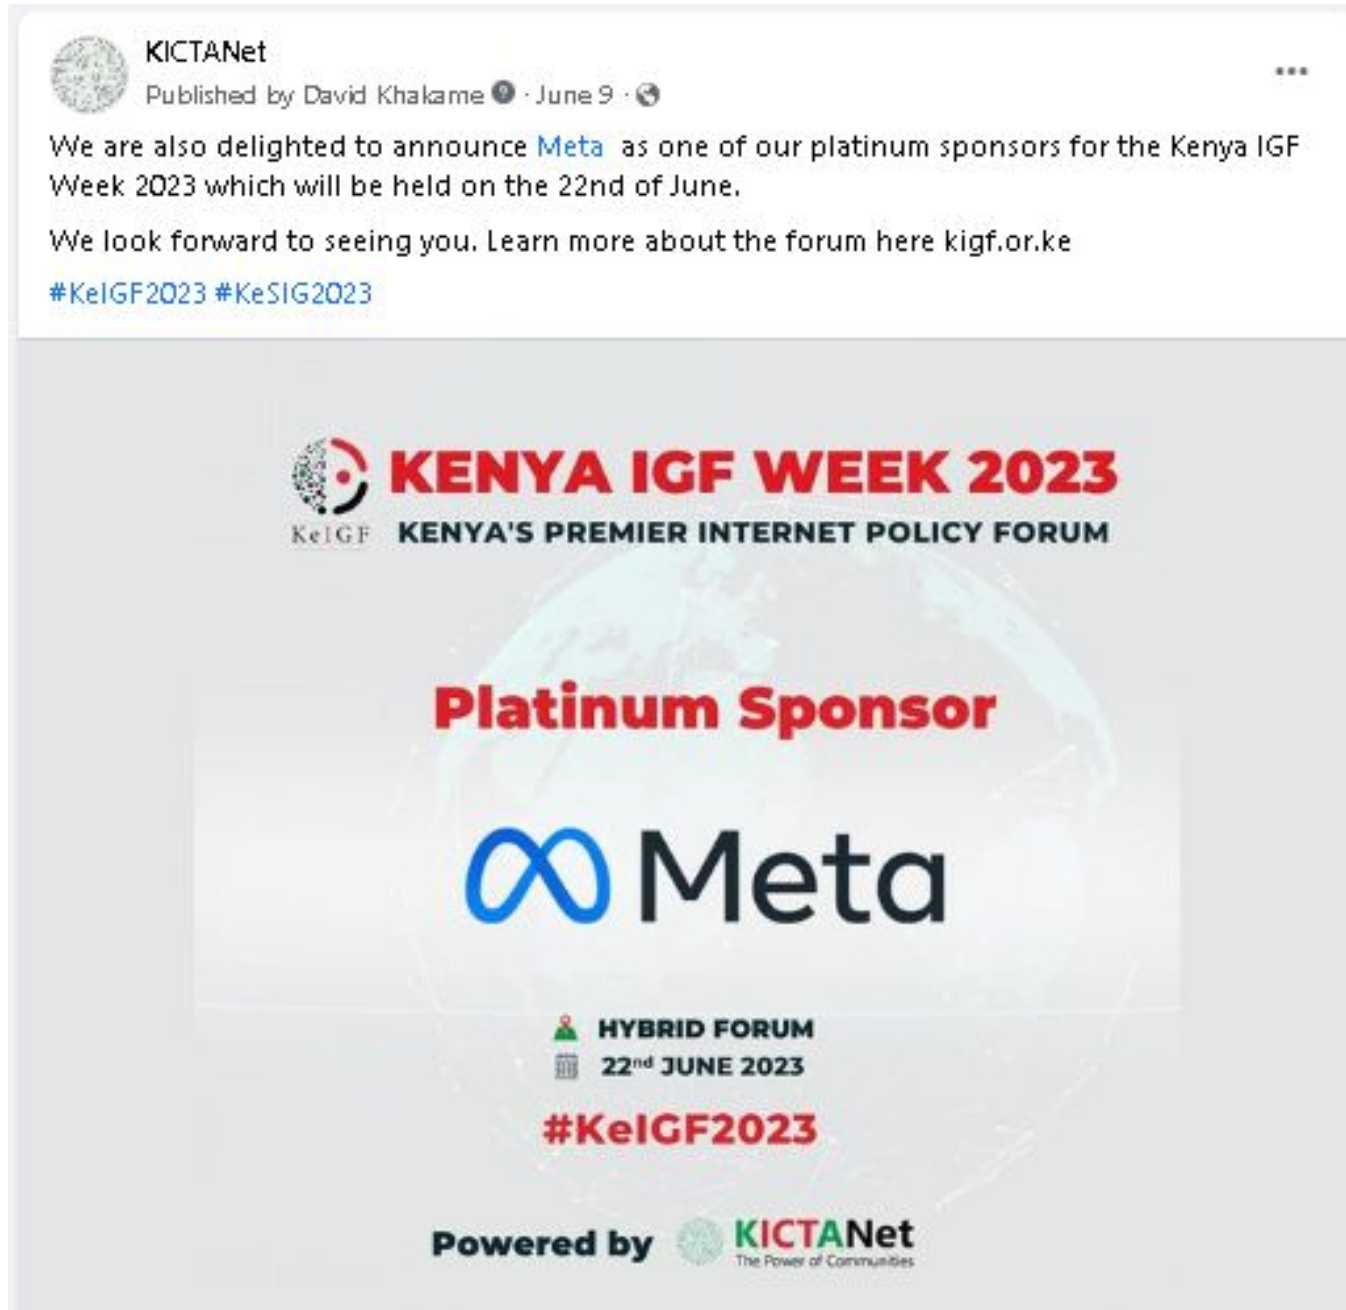 KICTANet
Published by David Khakame · June 9 ·
We are also delighted to announce Meta as one of our platinum sponsors for the Kenya IGF
Week 2023 which will be held on the 22nd of June.
We look forward to seeing you. Learn more about the forum here kigf.or.ke
#KeIGF2023 #KeSIG2023
KENYA IGF WEEK 2023
KeIGF KENYA'S PREMIER INTERNET POLICY FORUM
Platinum Sponsor
Meta
HYBRID FORUM
22nd JUNE 2023
#KeIGF2023
Powered by KICTANet
The Power of Communities